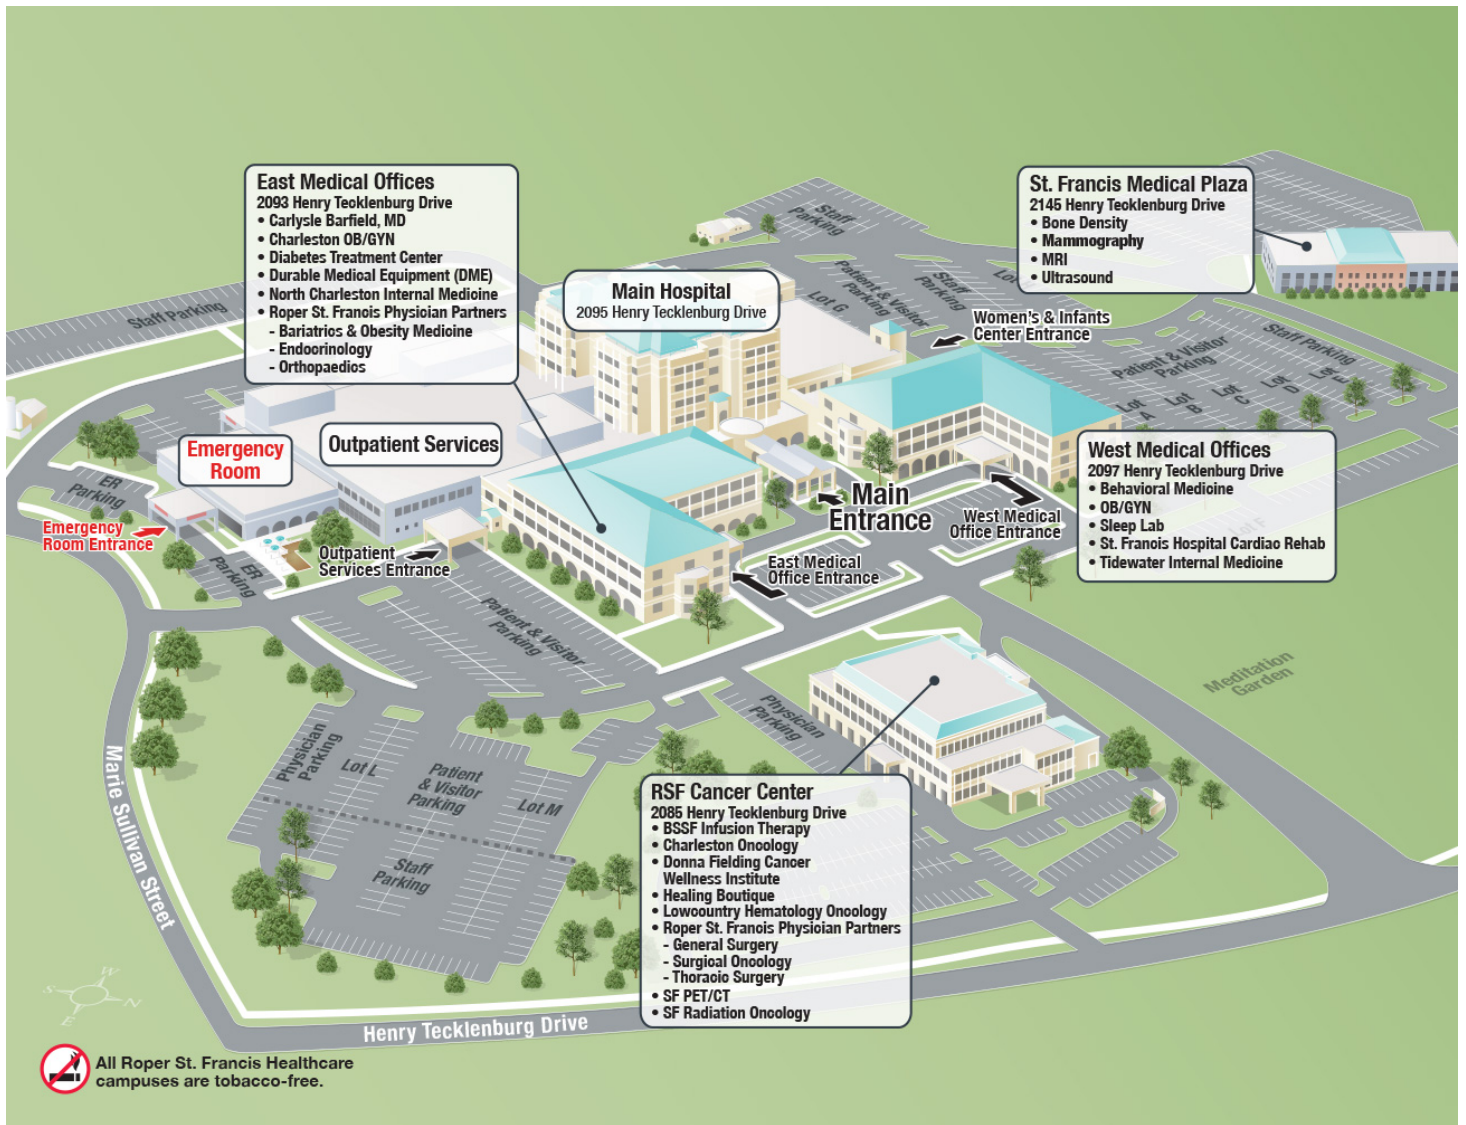 East Medical Offices
2093 Henry Tecklenburg Drive
• Carlysle Barfield, MD
• Charleston OB/GYN
• Diabetes Treatment Center
• Durable Medical Equipment (DME)
• North Charleston Internal Medicine
• Roper St. Francis Physician Partners
- Bariatrics & Obesity Medicine
- Endocrinology
- Orthopaedics
St. Francis Medical Plaza
2145 Henry Tecklenburg Drive
• Bone Density
• Mammography
• MRI
• Ultrasound
Main Hospital
2095 Henry Tecklenburg Drive
Staff
Parking
Patient & Visitor
Parking
Lot G
Staff
Parking
Lot
Women's & Infants
Center Entrance
Staff Parking
Staff Parking
Patient & Visitor
Parking
Lot
A
Lot
B
Lot
C
Lot
D
Lot
E
Emergency
Room
Outpatient Services
West Medical Offices
2097 Henry Tecklenburg Drive
• Behavioral Medicine
• OB/GYN
• Sleep Lab
• St. Francis Hospital Cardiac Rehab
• Tidewater Internal Medicine
Lot F
ER
Parking
Emergency
Room Entrance
ER
Parking
Outpatient
Services Entrance
Main
Entrance
West Medical
Office Entrance
East Medical
Office Entrance
Patient & Visitor
Parking
Meditation
Garden
Physician
Parking
Physician
Parking
Lot L
Patient
& Visitor
Parking
Lot M
Staff
Parking
RSF Cancer Center
2085 Henry Tecklenburg Drive
• BSSF Infusion Therapy
• Charleston Oncology
• Donna Fielding Cancer
Wellness Institute
• Healing Boutique
• Lowcountry Hematology Oncology
• Roper St. Francis Physician Partners
- General Surgery
- Surgical Oncology
- Thoracic Surgery
• SF PET/CT
• SF Radiation Oncology
Marie Sullivan Street
Henry Tecklenburg Drive
W
S
N
E
All Roper St. Francis Healthcare
campuses are tobacco-free.